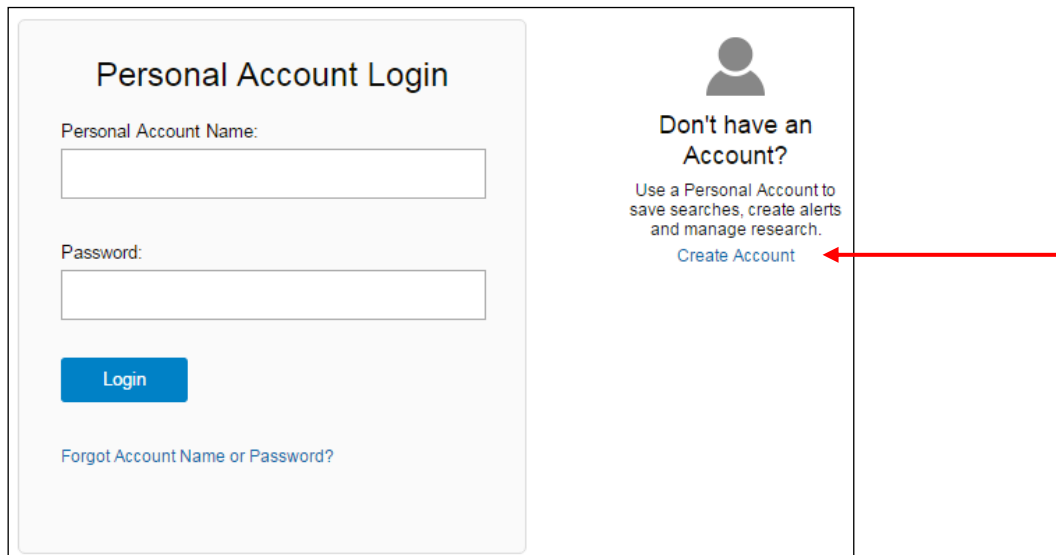 Personal Account Login
Personal Account Name:
Password:
Login
Forgot Account Name or Password?
Don't have an
Account?
Use a Personal Account to
save searches, create alerts
and manage research.
Create Account